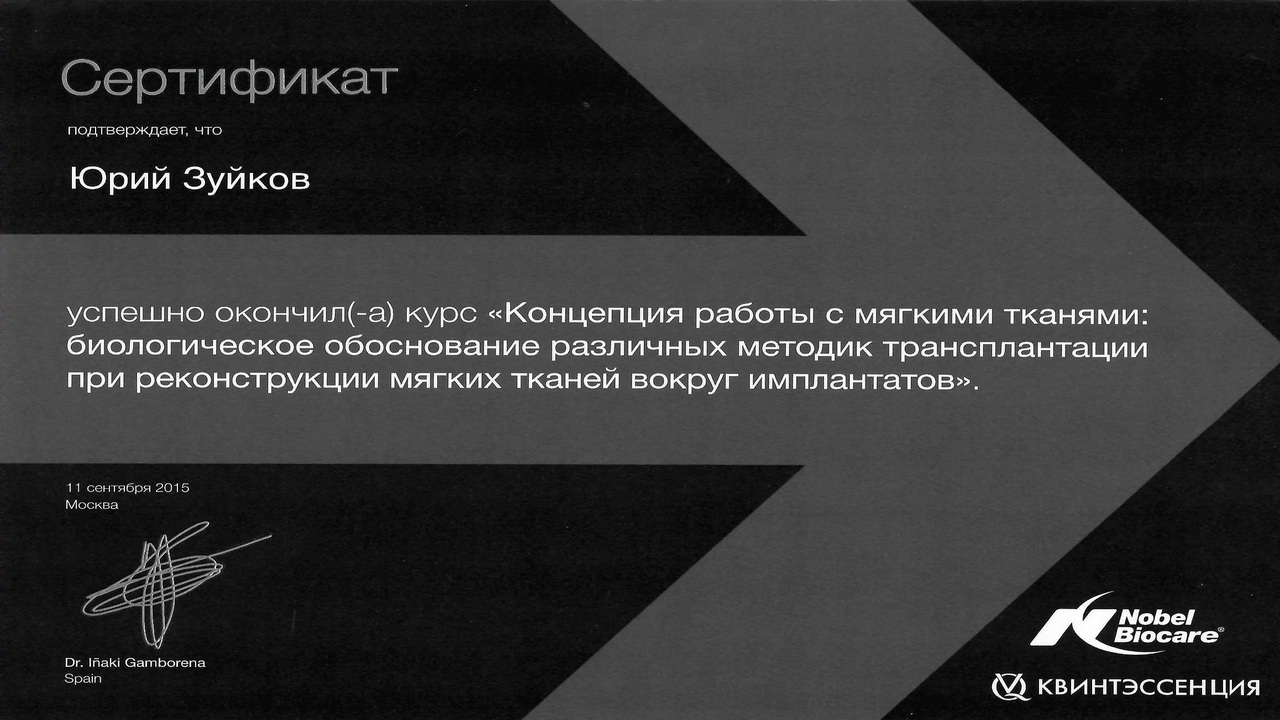 Сертификат
подтверждает, что
Юрий Зуйков
успешно окончил(-а) курс «Концепция работы с мягкими тканями:
биологическое обоснование различных методик трансплантации
при реконструкции мягких тканей вокруг имплантатов».
11 сентября 2015
Москва
Dr. Iñaki Gamborena
Spain
Nobel
Biocare®
КВИНТЭССЕНЦИЯ